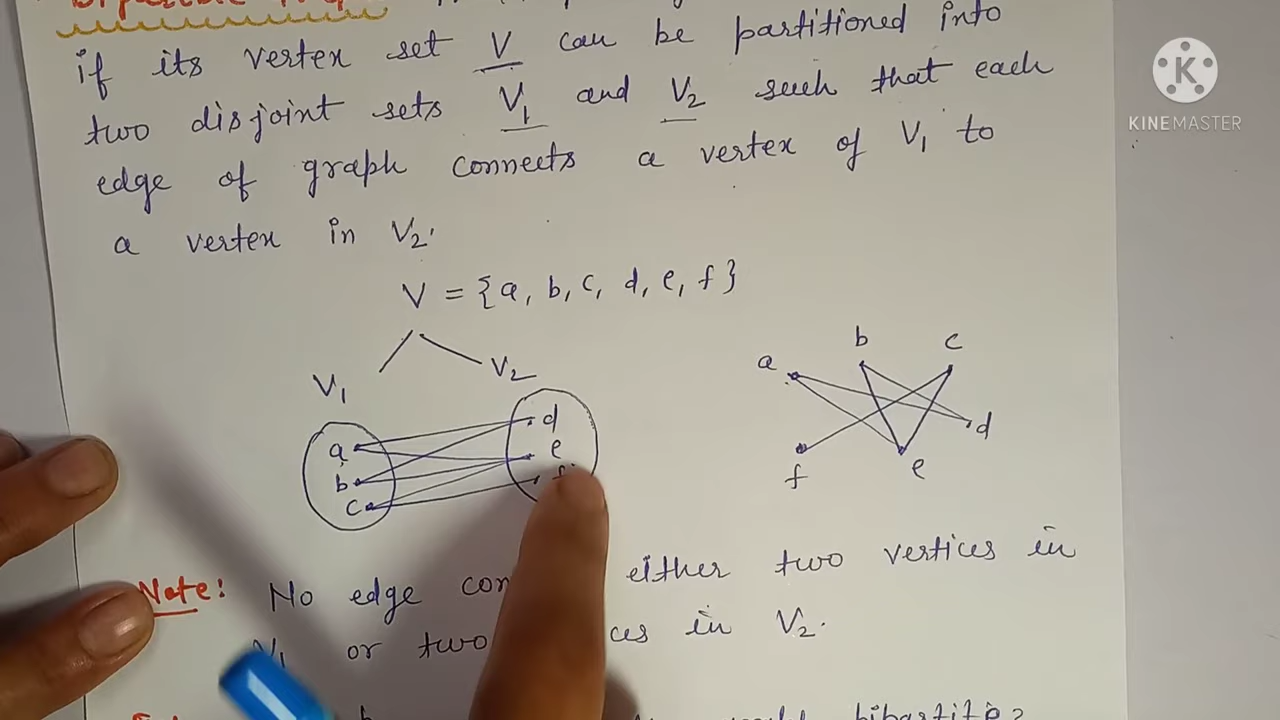 if its vertex set V can be partitioned into
two disjoint sets V₁ and V₂ such that each
edge of graph connects a vertex of V₁ to
a vertex in V₂.
V = {a, b, c, d, e, f}
V₁ V₂
a
b
c
d
e
a b c
d
f e
Note: No edge either two vertices in
V₁ or two in V₂.
bipartite?
K
KINEMASTER